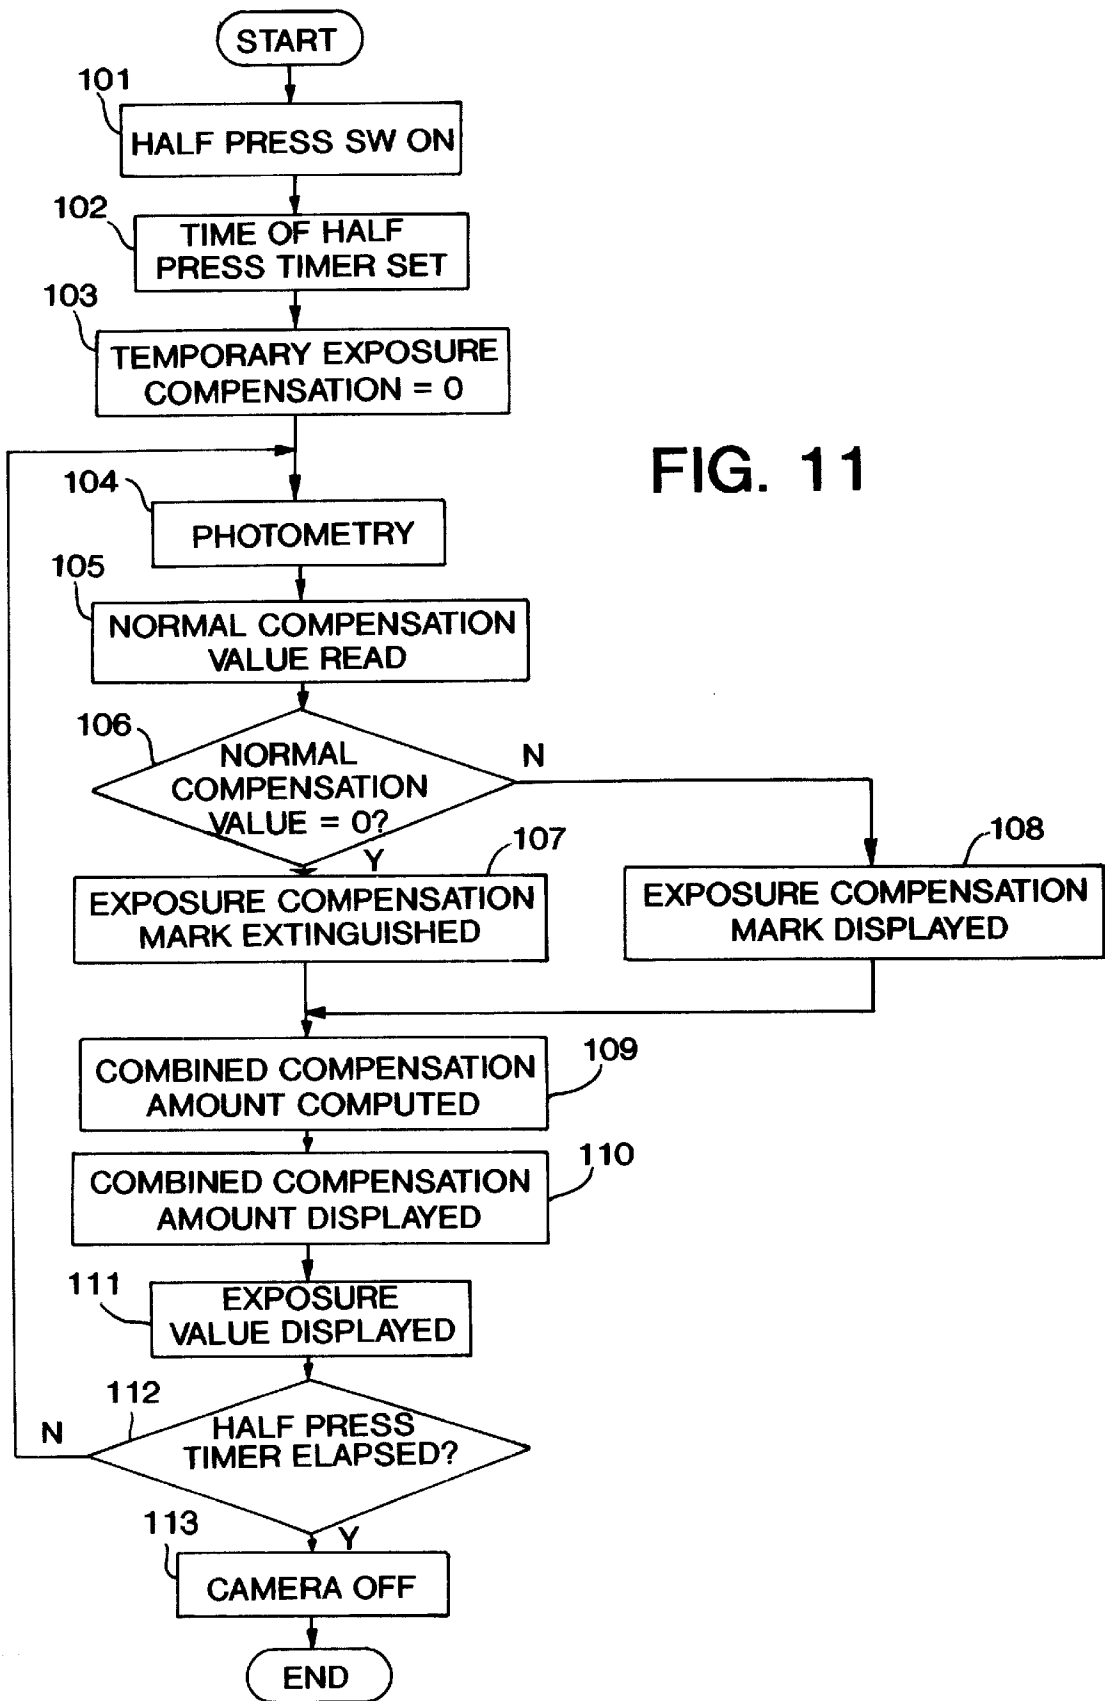 START
101
HALF PRESS SW ON
102
TIME OF HALF
PRESS TIMER SET
103
TEMPORARY EXPOSURE
COMPENSATION = 0
FIG. 11
104
PHOTOMETRY
105
NORMAL COMPENSATION
VALUE READ
106
NORMAL
COMPENSATION
VALUE = 0?
N
Y
107
EXPOSURE COMPENSATION
MARK EXTINGUISHED
108
EXPOSURE COMPENSATION
MARK DISPLAYED
COMBINED COMPENSATION
AMOUNT COMPUTED
109
COMBINED COMPENSATION
AMOUNT DISPLAYED
110
111
EXPOSURE
VALUE DISPLAYED
112
HALF PRESS
TIMER ELAPSED?
N
Y
113
CAMERA OFF
END